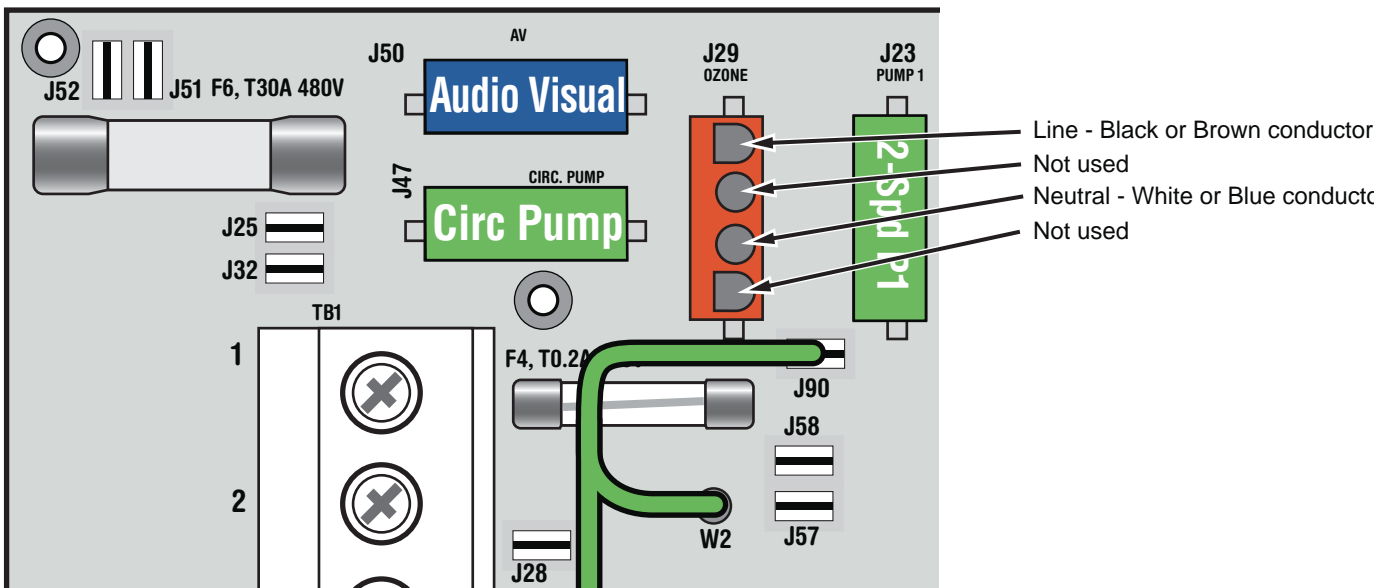 AV
J50
J29
J23
OZONE
PUMP 1
J52
J51 F6, T30A 480V
Audio Visual
Line - Black or Brown conductor
Not used
Neutral - White or Blue
Not used
2-Spd P1
J47
CIRC. PUMP
Circ Pump
J25
J32
TB1
1
F4, T0.2A
J90
J58
2
W2
J57
J28